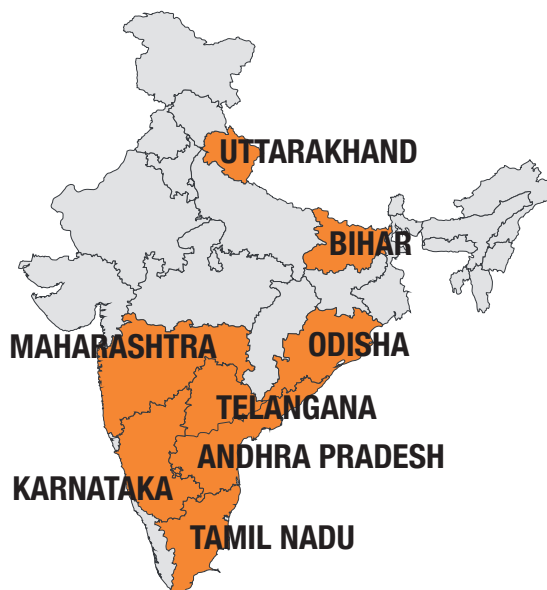 UTTARAKHAND
BIHAR
MAHARASHTRA
ODISHA
TELANGANA
ANDHRA PRADESH
KARNATAKA
TAMIL NADU